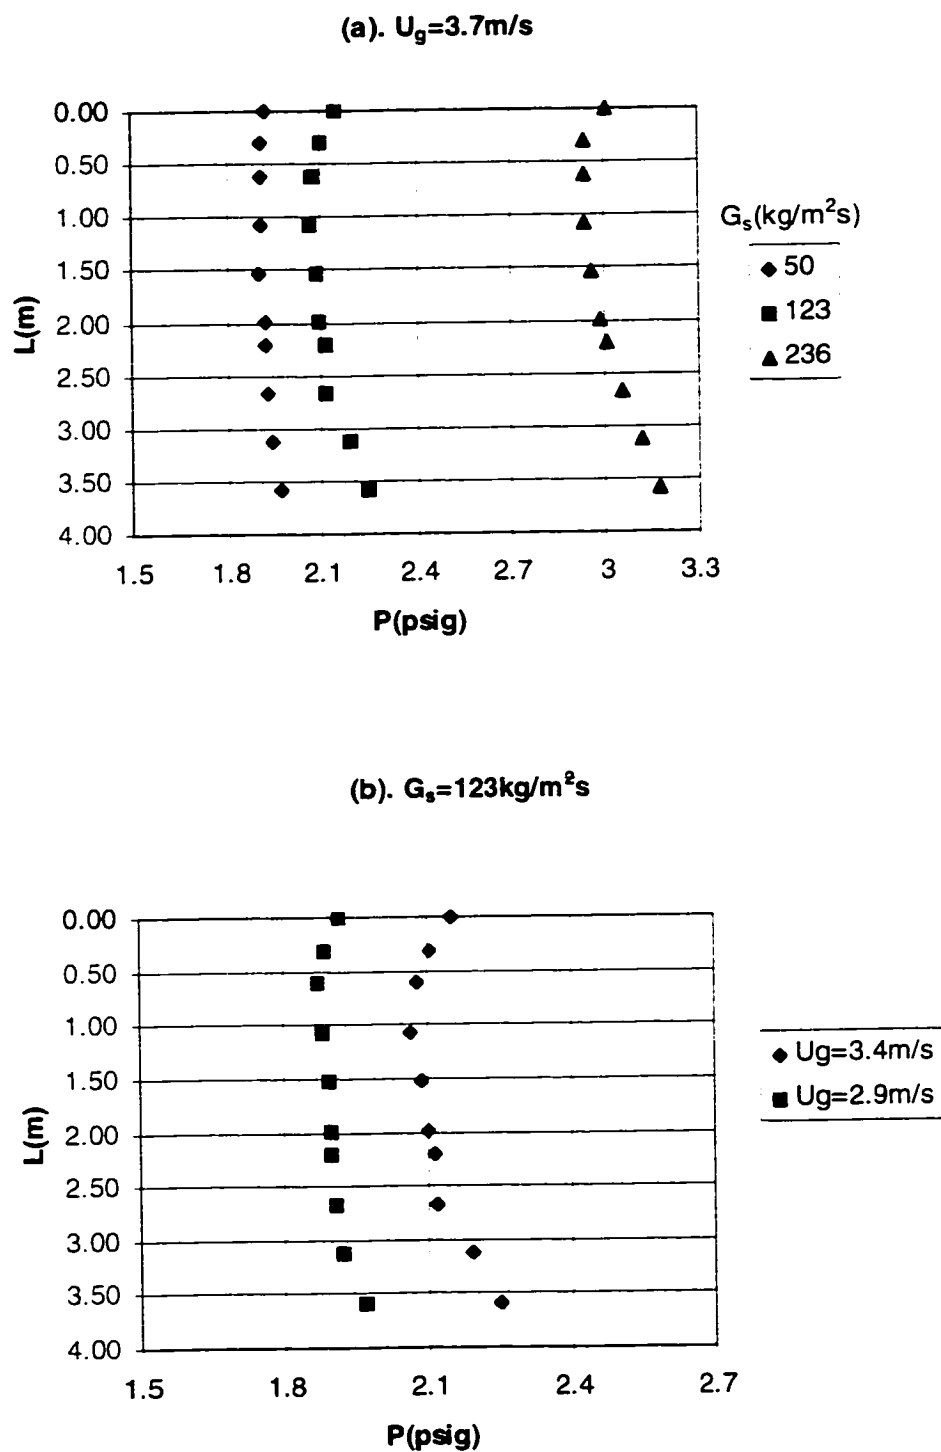 (a). Ug=3.7m/s
0.00
0.50
1.00
1.50
2.00
2.50
3.00
3.50
4.00
L(m)
1.5 1.8 2.1 2.4 2.7 3 3.3
P(psig)
Gs(kg/m²s)
50
123
236
(b). Gs=123kg/m²s
0.00
0.50
1.00
1.50
2.00
2.50
3.00
3.50
4.00
L(m)
1.5 1.8 2.1 2.4 2.7
P(psig)
Ug=3.4m/s
Ug=2.9m/s